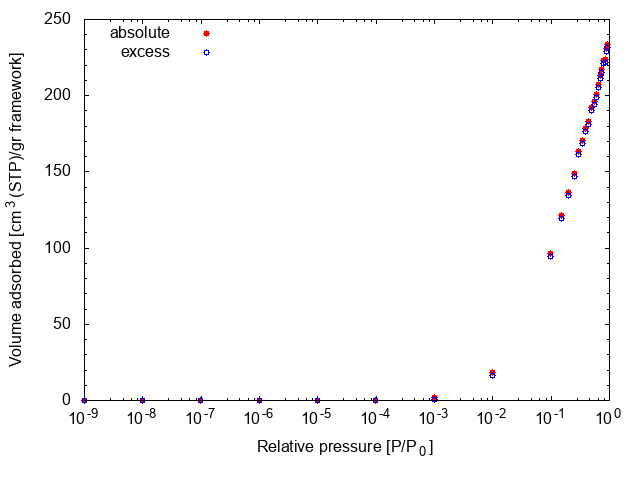 absolute
excess
Volume adsorbed [cm³ (STP)/gr framework]
250
200
150
100
50
0
10⁻⁹ 10⁻⁸ 10⁻⁷ 10⁻⁶ 10⁻⁵ 10⁻⁴ 10⁻³ 10⁻² 10⁻¹ 10⁰
Relative pressure [P/P₀]